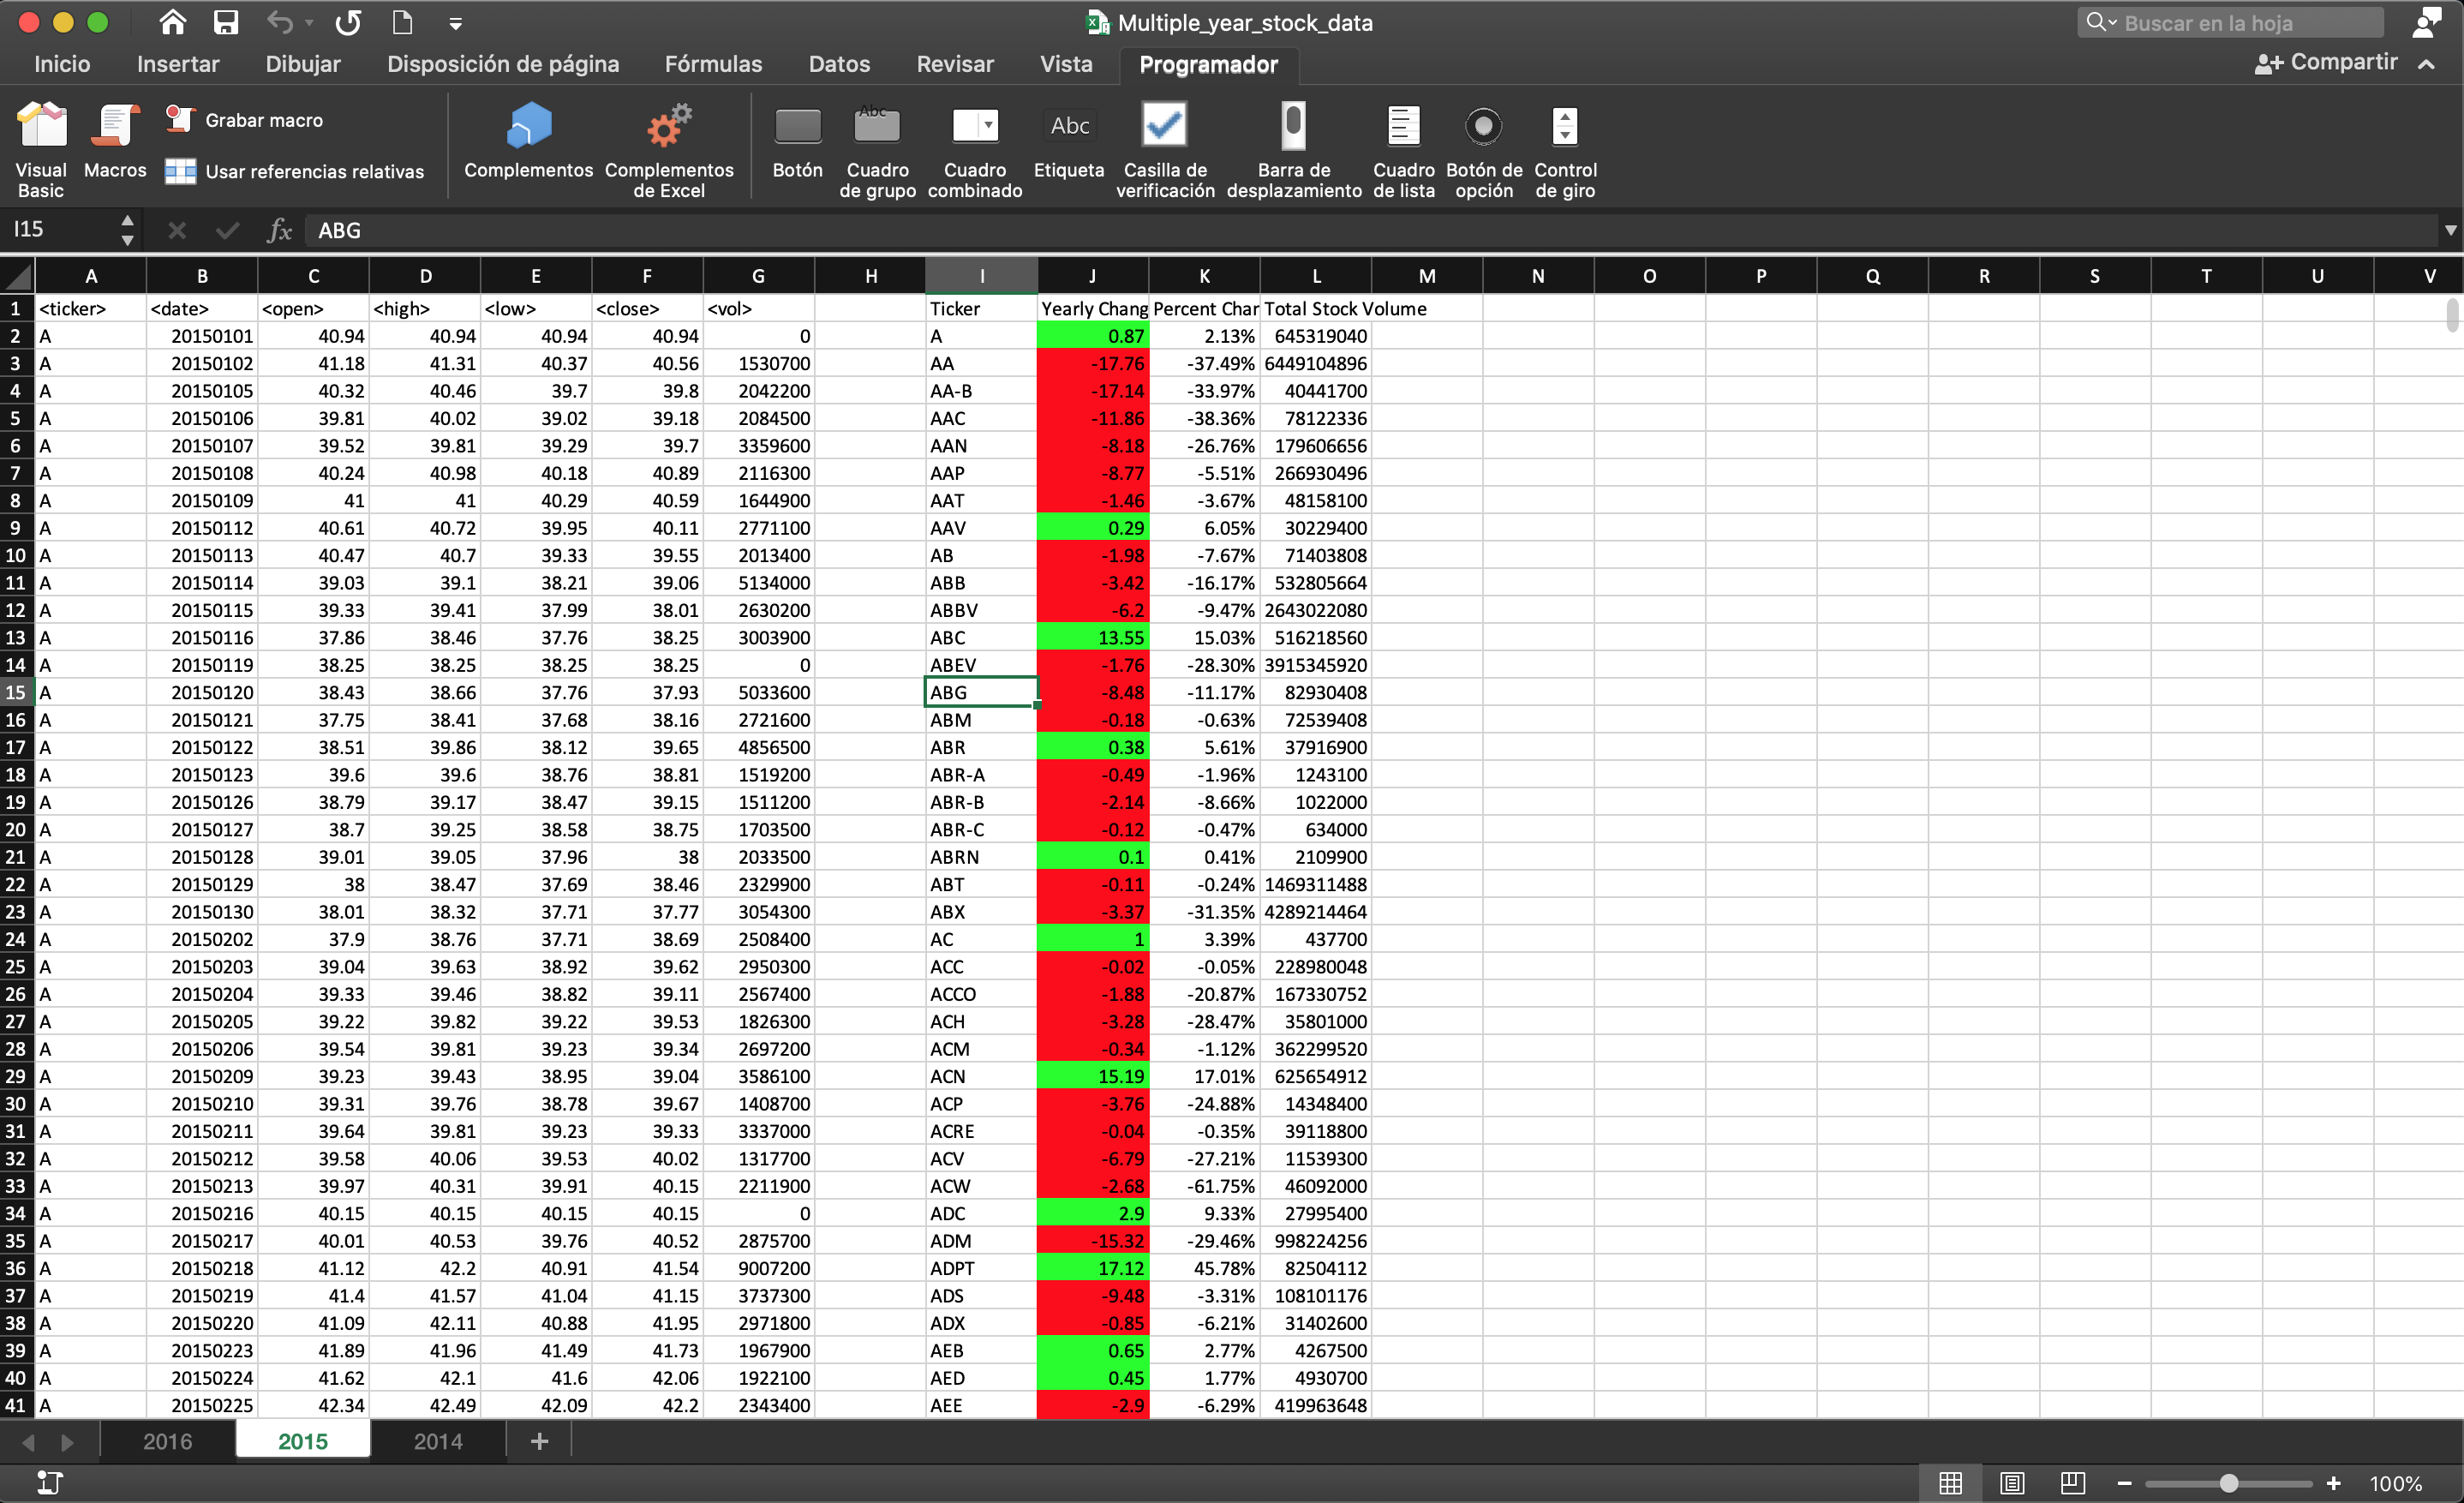 Multiple_year_stock_data
Buscar en la hoja
Inicio Insertar Dibujar Disposición de página Fórmulas Datos Revisar Vista Programador Compartir
Visual Basic Macros Grabar macro Usar referencias relativas Complementos Complementos de Excel Botón Abc Cuadro de grupo Cuadro combinado Abc Etiqueta Casilla de verificación Barra de desplazamiento Cuadro de lista Botón de opción Control de giro
I15 fx ABG
A B C D E F G H I J K L M N O P Q R S T U V
1 <ticker> <date> <open> <high> <low> <close> <vol> Ticker Yearly Chang Percent Char Total Stock Volume
2 A 20150101 40.94 40.94 40.94 40.94 0 A 0.87 2.13% 645319040
3 A 20150102 41.18 41.31 40.37 40.56 1530700 AA -17.76 -37.49% 6449104896
4 A 20150105 40.32 40.46 39.7 39.8 2042200 AA-B -17.14 -33.97% 40441700
5 A 20150106 39.81 40.02 39.02 39.18 2084500 AAC -11.86 -38.36% 78122336
6 A 20150107 39.52 39.81 39.29 39.7 3359600 AAN -8.18 -26.76% 179606656
7 A 20150108 40.24 40.98 40.18 40.89 2116300 AAP -8.77 -5.51% 266930496
8 A 20150109 41 41 40.29 40.59 1644900 AAT -1.46 -3.67% 48158100
9 A 20150112 40.61 40.72 39.95 40.11 2771100 AAV 0.29 6.05% 30229400
10 A 20150113 40.47 40.7 39.33 39.55 2013400 AB -1.98 -7.67% 71403808
11 A 20150114 39.03 39.1 38.21 39.06 5134000 ABB -3.42 -16.17% 532805664
12 A 20150115 39.33 39.41 37.99 38.01 2630200 ABBV -6.2 -9.47% 2643022080
13 A 20150116 37.86 38.46 37.76 38.25 3003900 ABC 13.55 15.03% 516218560
14 A 20150119 38.25 38.25 38.25 38.25 0 ABEV -1.76 -28.30% 3915345920
15 A 20150120 38.43 38.66 37.76 37.93 5033600 ABG -8.48 -11.17% 82930408
16 A 20150121 37.75 38.41 37.68 38.16 2721600 ABM -0.18 -0.63% 72539408
17 A 20150122 38.51 39.86 38.12 39.65 4856500 ABR 0.38 5.61% 37916900
18 A 20150123 39.6 39.6 38.76 38.81 1519200 ABR-A -0.49 -1.96% 1243100
19 A 20150126 38.79 39.17 38.47 39.15 1511200 ABR-B -2.14 -8.66% 1022000
20 A 20150127 38.7 39.25 38.58 38.75 1703500 ABR-C -0.12 -0.47% 634000
21 A 20150128 39.01 39.05 37.96 38 2033500 ABRN 0.1 0.41% 2109900
22 A 20150129 38 38.47 37.69 38.46 2329900 ABT -0.11 -0.24% 1469311488
23 A 20150130 38.01 38.32 37.71 37.77 3054300 ABX -3.37 -31.35% 4289214464
24 A 20150202 37.9 38.76 37.71 38.69 2508400 AC 1 3.39% 437700
25 A 20150203 39.04 39.63 38.92 39.62 2950300 ACC -0.02 -0.05% 228980048
26 A 20150204 39.33 39.46 38.82 39.11 2567400 ACCO -1.88 -20.87% 167330752
27 A 20150205 39.22 39.82 39.22 39.53 1826300 ACH -3.28 -28.47% 35801000
28 A 20150206 39.54 39.81 39.23 39.34 2697200 ACM -0.34 -1.12% 362299520
29 A 20150209 39.23 39.43 38.95 39.04 3586100 ACN 15.19 17.01% 625654912
30 A 20150210 39.31 39.76 38.78 39.67 1408700 ACP -3.76 -24.88% 14348400
31 A 20150211 39.64 39.81 39.23 39.33 3337000 ACRE -0.04 -0.35% 39118800
32 A 20150212 39.58 40.06 39.53 40.02 1317700 ACV -6.79 -27.21% 11539300
33 A 20150213 39.97 40.31 39.91 40.15 2211900 ACW -2.68 -61.75% 46092000
34 A 20150216 40.15 40.15 40.15 40.15 0 ADC 2.9 9.33% 27995400
35 A 20150217 40.01 40.53 39.76 40.52 2875700 ADM -15.32 -29.46% 998224256
36 A 20150218 41.12 42.2 40.91 41.54 9007200 ADPT 17.12 45.78% 82504112
37 A 20150219 41.4 41.57 41.04 41.15 3737300 ADS -9.48 -3.31% 108101176
38 A 20150220 41.09 42.11 40.88 41.95 2971800 ADX -0.85 -6.21% 31402600
39 A 20150223 41.89 41.96 41.49 41.73 1967900 AEB 0.65 2.77% 4267500
40 A 20150224 41.62 42.1 41.6 42.06 1922100 AED 0.45 1.77% 4930700
41 A 20150225 42.34 42.49 42.09 42.2 2343400 AEE -2.9 -6.29% 419963648
2016 2015 2014 +
100%